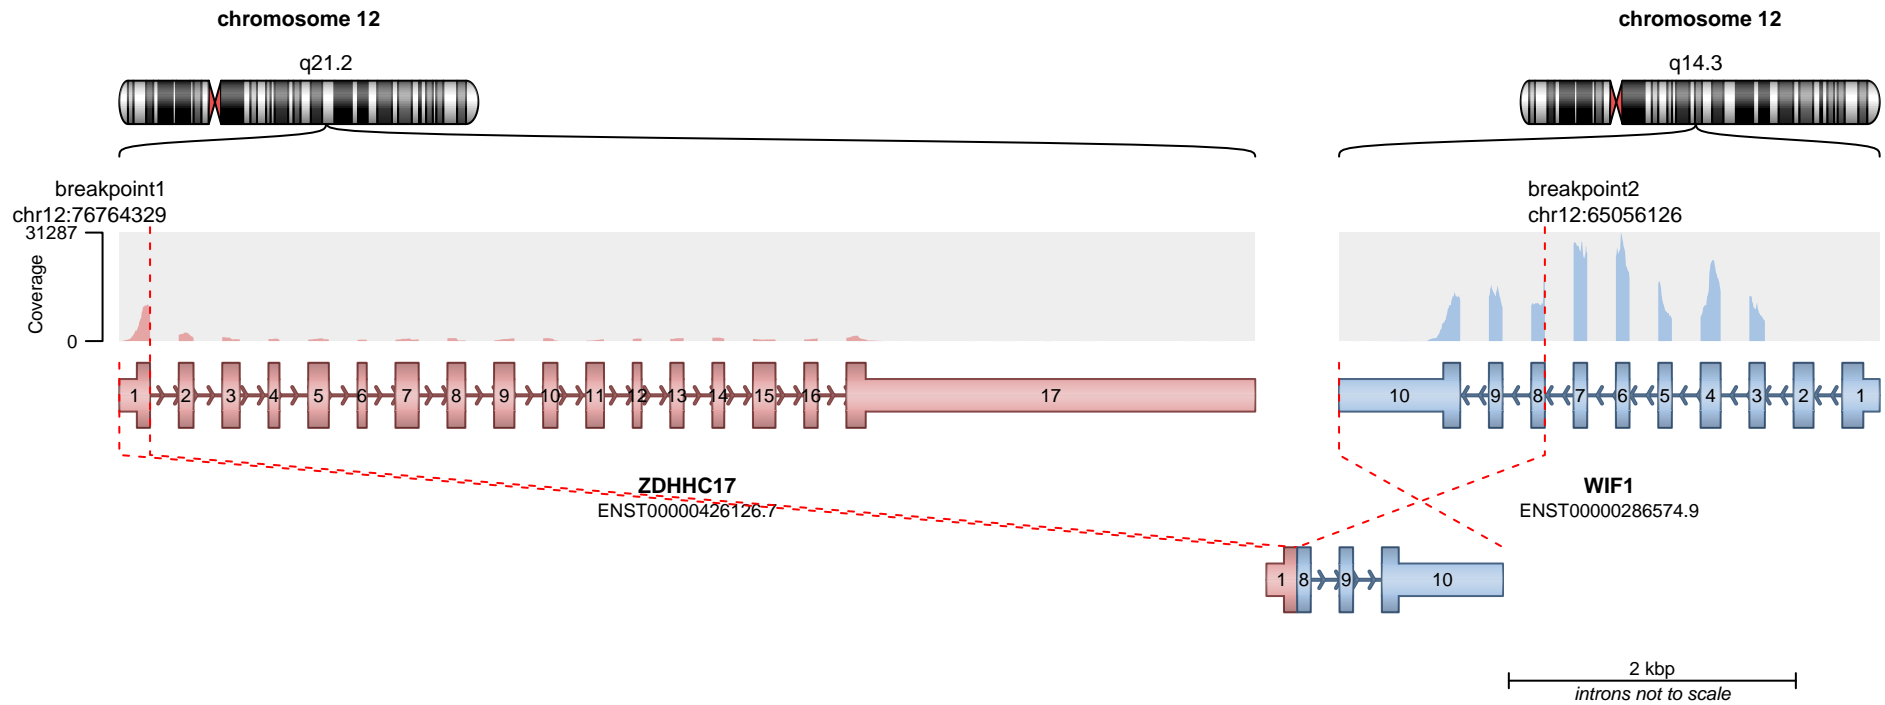 chromosome 12
chromosome 12
q21.2
q14.3
breakpoint1
chr12:76764329
breakpoint2
chr12:65056126
31287
Coverage
0
1 2 3 4 5 6 7 8 9 10 11 12 13 14 15 16 17
10 9 8 7 6 5 4 3 2 1
ZDHHC17
ENST00000426126.7
WIF1
ENST00000286574.9
1 8 9 10
2 kbp
introns not to scale